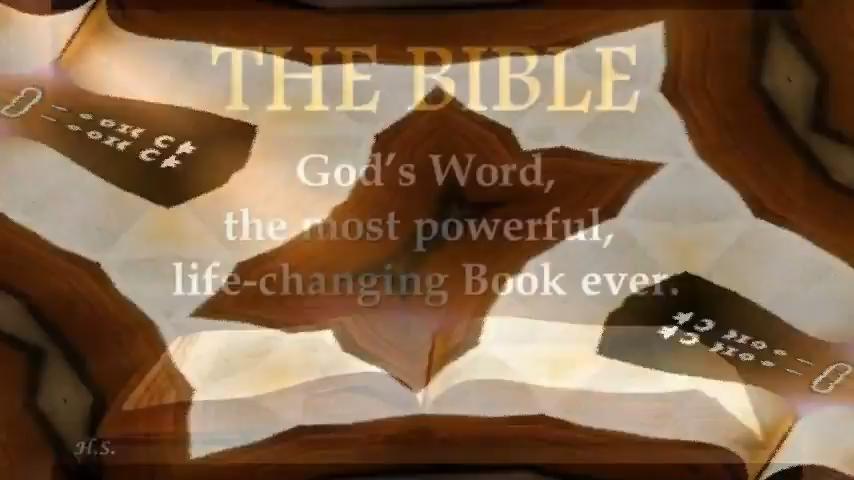 THE BIBLE
God's Word,
the most powerful,
life-changing Book ever.
H.S.